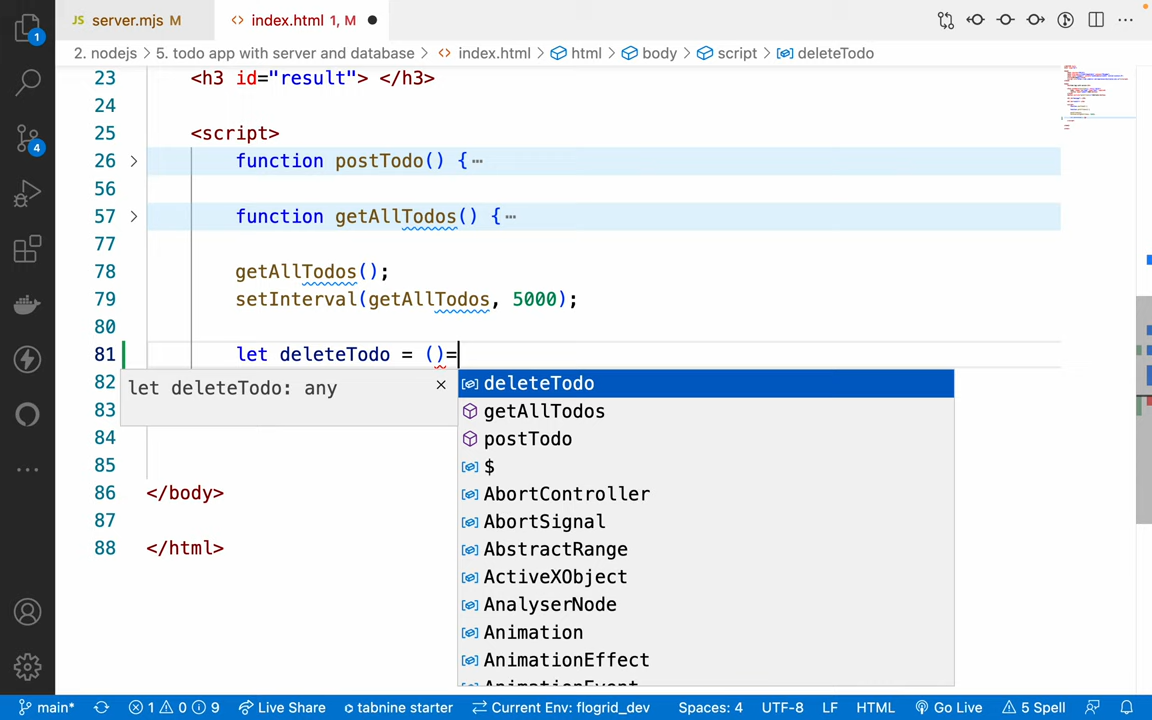 JS server.mjs M
<> index.html 1, M
2. nodejs > 5. todo app with server and database > <> index.html > html > body > script > deleteTodo
23 <h3 id="result"> </h3>
24
25 <script>
26 function postTodo() {…
56
57 function getAllTodos() {…
77
78 getAllTodos();
79 setInterval(getAllTodos, 5000);
80
81 let deleteTodo = ()=
82
let deleteTodo: any
83
84
85
86 </body>
87
88 </html>
deleteTodo
getAllTodos
postTodo
$
AbortController
AbortSignal
AbstractRange
ActiveXObject
AnalyserNode
Animation
AnimationEffect
AnimationEvent
1
4
main* 1 0 9 Live Share tabnine starter Current Env: flogrid_dev Spaces: 4 UTF-8 LF HTML Go Live 5 Spell